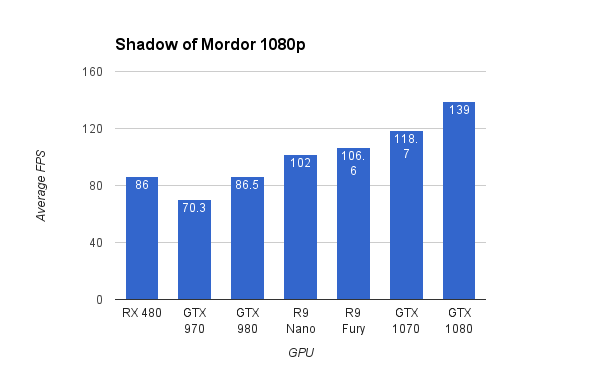 Shadow of Mordor 1080p
160
120
80
40
0
Average FPS
86
70.3
86.5
102
106.
6
118.
7
139
RX 480
GTX
970
GTX
980
R9
Nano
R9
Fury
GTX
1070
GTX
1080
GPU